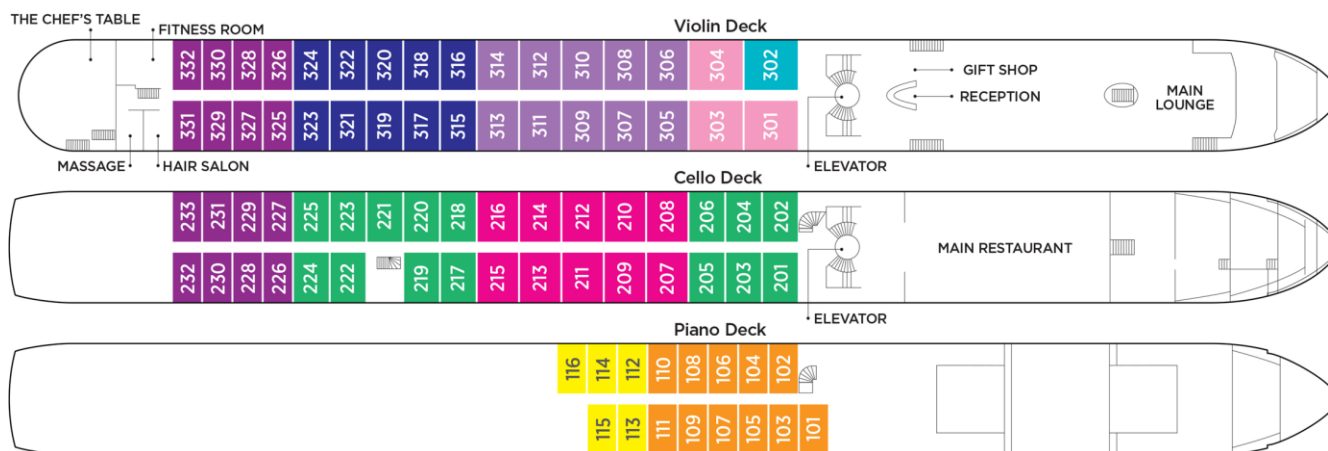 Violin Deck
THE CHEF'S TABLE
FITNESS ROOM
332 330 328 326 324 322 320 318 316 314 312 310 308 306 304 302
GIFT SHOP
RECEPTION
MAIN
LOUNGE
331 329 327 325 323 321 319 317 315 313 311 309 307 305 303 301
MASSAGE
HAIR SALON
ELEVATOR
Cello Deck
233 231 229 227 225 223 221 220 218 216 214 212 210 208 206 204 202
MAIN RESTAURANT
232 230 228 226 224 222 219 217 215 213 211 209 207 205 203 201
ELEVATOR
Piano Deck
116 114 112 110 108 106 104 102
115 113 111 109 107 105 103 101